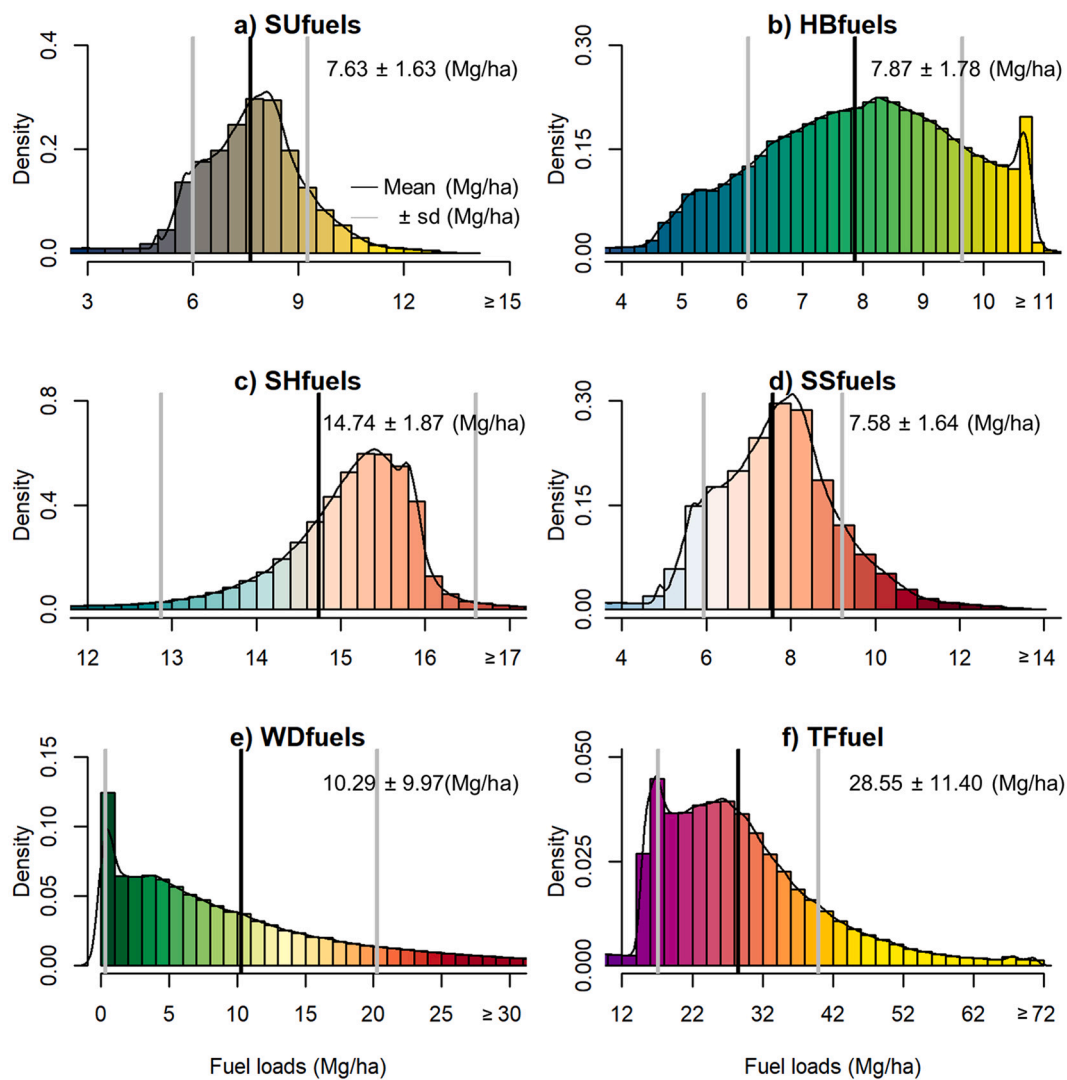 a) SUfuels
7.63 ± 1.63 (Mg/ha)
Mean (Mg/ha)
± sd (Mg/ha)
Density
0.0 0.2 0.4
3 6 9 12 ≥ 15
b) HBfuels
7.87 ± 1.78 (Mg/ha)
Density
0.00 0.15 0.30
4 5 6 7 8 9 10 ≥ 11
c) SHfuels
14.74 ± 1.87 (Mg/ha)
Density
0.0 0.4 0.8
12 13 14 15 16 ≥ 17
d) SSfuels
7.58 ± 1.64 (Mg/ha)
Density
0.00 0.15 0.30
4 6 8 10 12 ≥ 14
e) WDfuels
10.29 ± 9.97(Mg/ha)
Density
0.00 0.05 0.10 0.15
0 5 10 15 20 25 ≥ 30
Fuel loads (Mg/ha)
f) TFfuel
28.55 ± 11.40 (Mg/ha)
Density
0.000 0.025 0.050
12 22 32 42 52 62 ≥ 72
Fuel loads (Mg/ha)